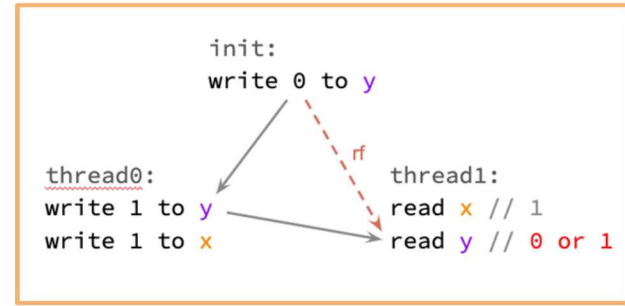 init:
write 0 to y
rf
thread0:
write 1 to y
write 1 to x
thread1:
read x // 1
read y // 0 or 1